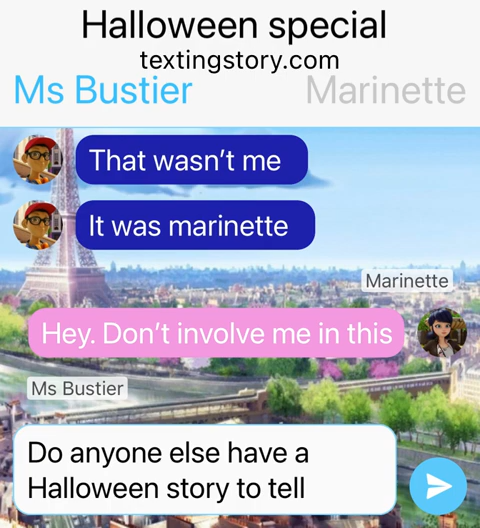 Halloween special
textingstory.com
Ms Bustier Marinette
That wasn't me
It was marinette
Marinette
Hey. Don't involve me in this
Ms Bustier
Do anyone else have a
Halloween story to tell